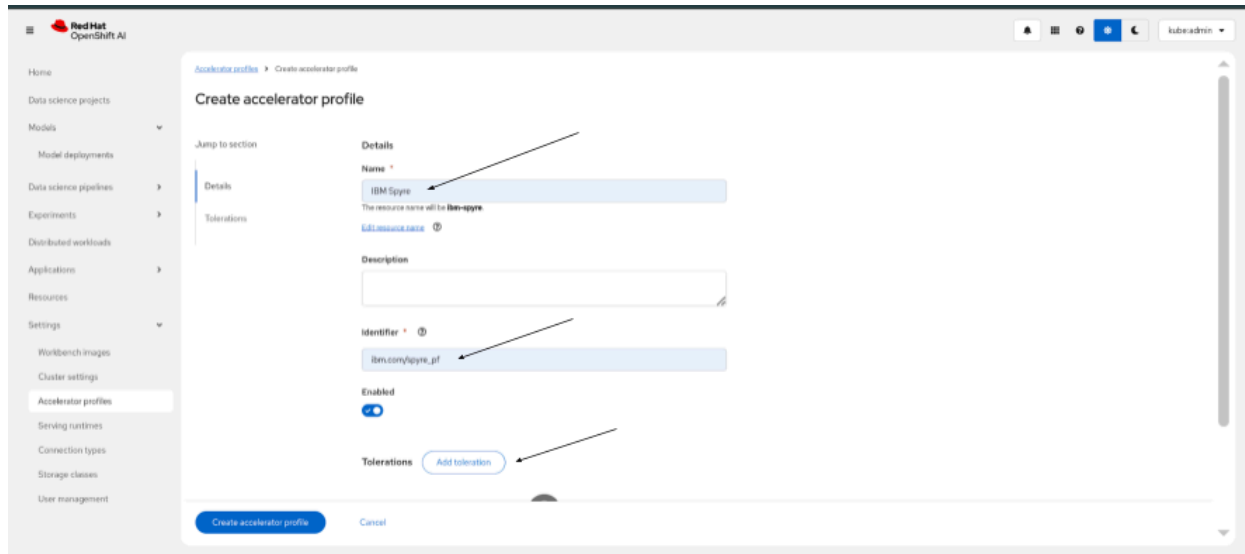 Red Hat
OpenShift AI
kube:admin
Home
Data science projects
Models
Model deployments
Data science pipelines
Experiments
Distributed workloads
Applications
Resources
Settings
Workbench images
Cluster settings
Accelerator profiles
Serving runtimes
Connection types
Storage classes
User management
Accelerator profiles > Create accelerator profile
Create accelerator profile
Jump to section
Details
Tolerations
Details
Name *
IBM Spyre
The resource name will be ibm-spyre.
Edit resource name
Description
Identifier *
ibm.com/spyre_pf
Enabled
Tolerations Add toleration
Create accelerator profile Cancel